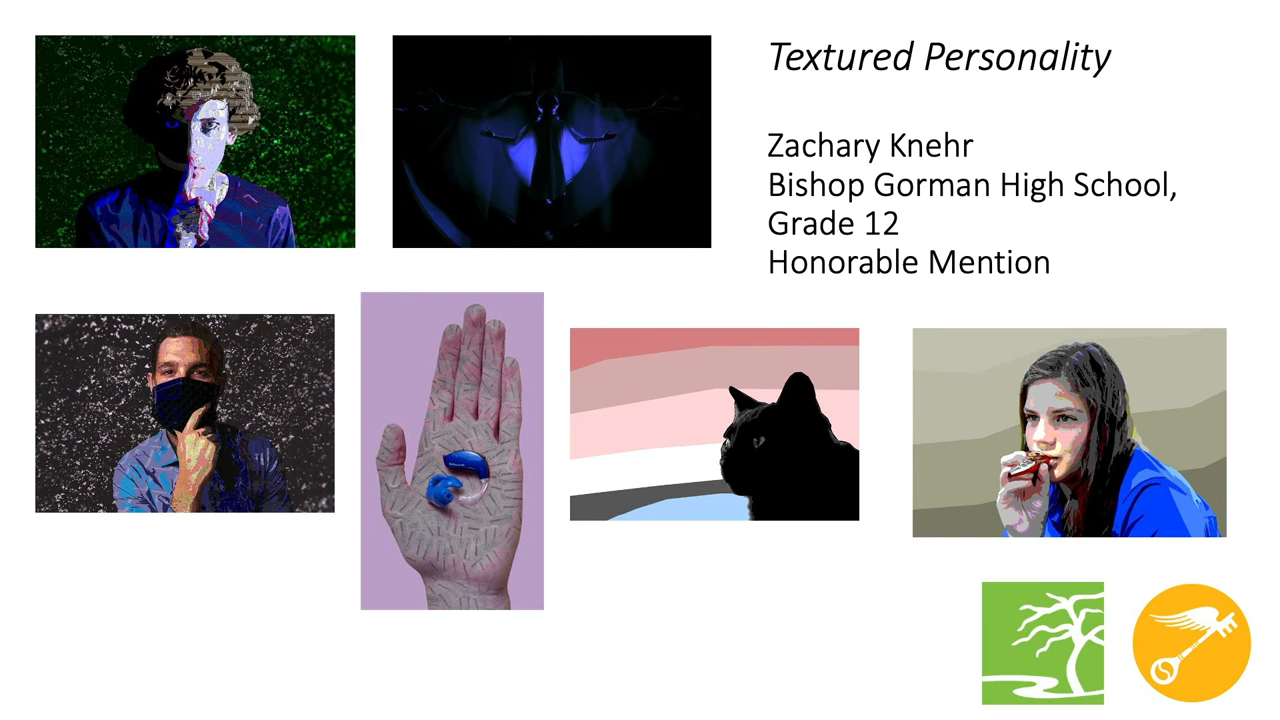 Textured Personality
Zachary Knehr
Bishop Gorman High School,
Grade 12
Honorable Mention